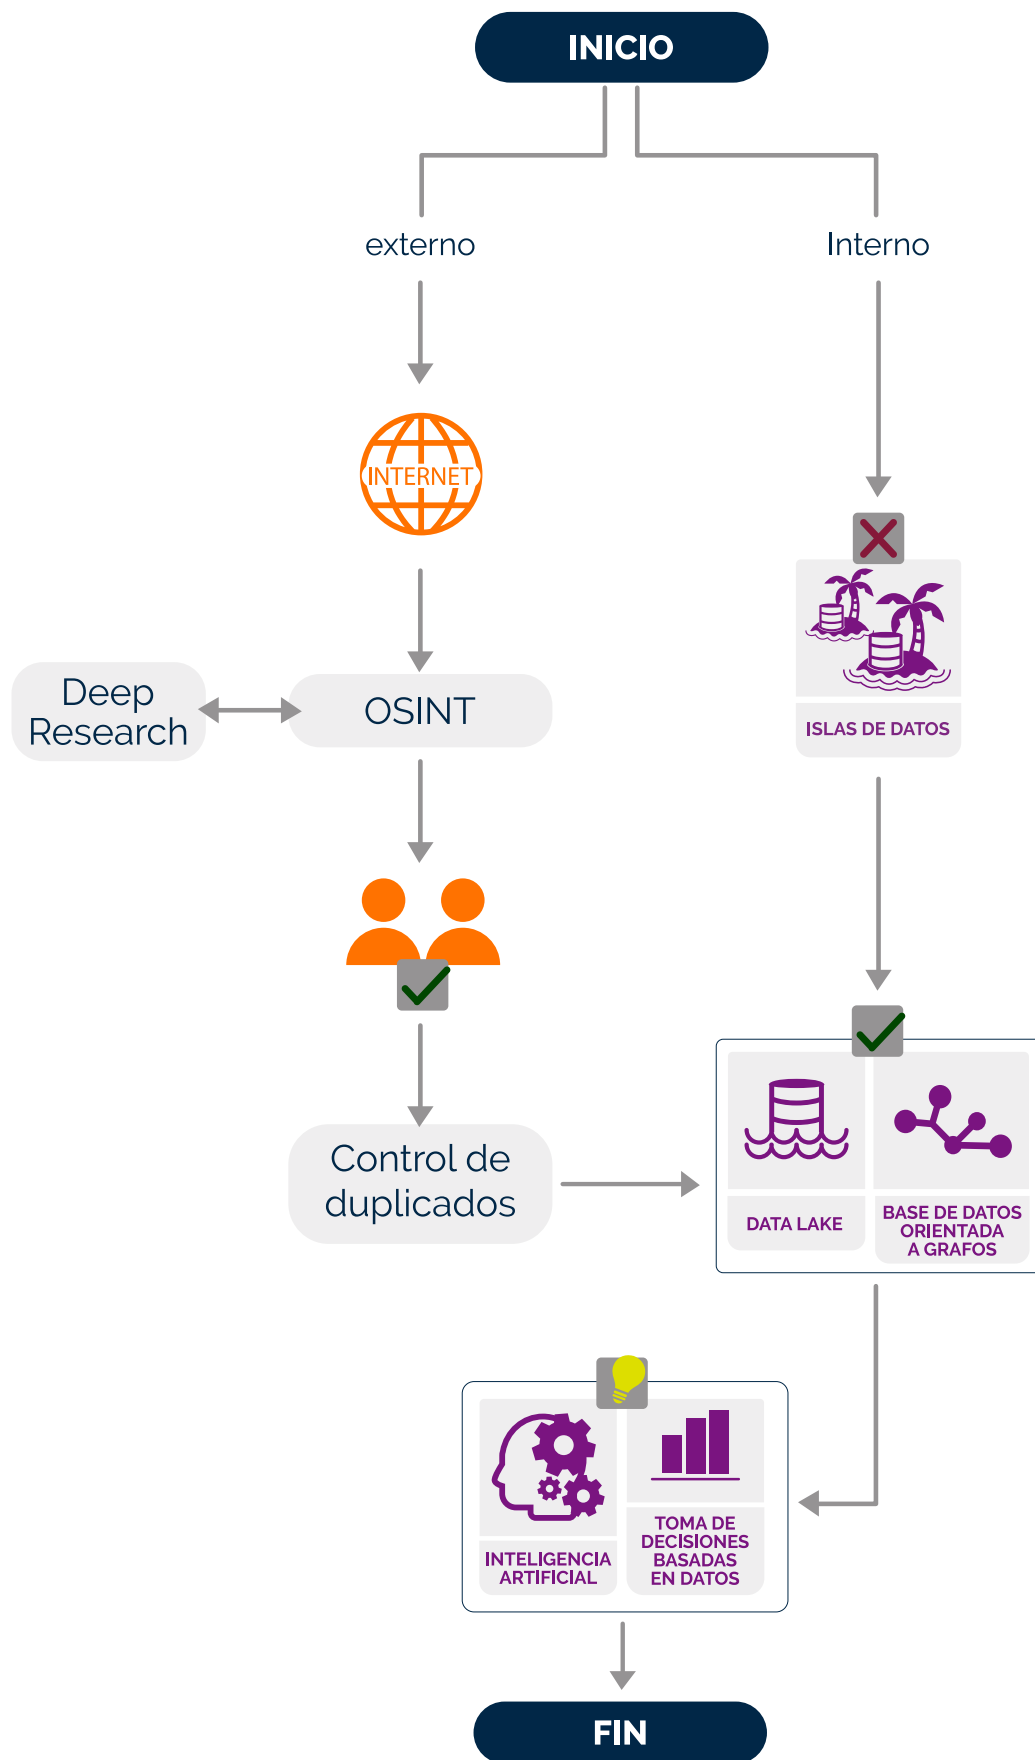 INICIO
externo
Interno
INTERNET
Deep
Research
OSINT
ISLAS DE DATOS
Control de
duplicados
DATA LAKE
BASE DE DATOS
ORIENTADA
A GRAFOS
INTELIGENCIA
ARTIFICIAL
TOMA DE
DECISIONES
BASADAS
EN DATOS
FIN